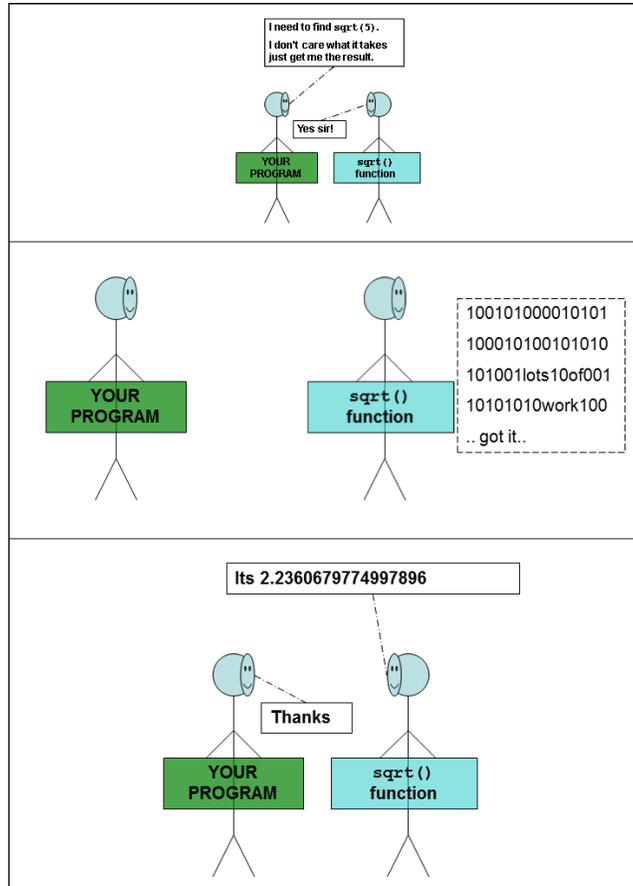 I need to find sqrt(5).
I don't care what it takes
just get me the result.
Yes sir!
YOUR
PROGRAM
sqrt()
function
YOUR
PROGRAM
sqrt()
function
100101000010101
100010100101010
101001lots10of001
10101010work100
.. got it..
Its 2.2360679774997896
Thanks
YOUR
PROGRAM
sqrt()
function